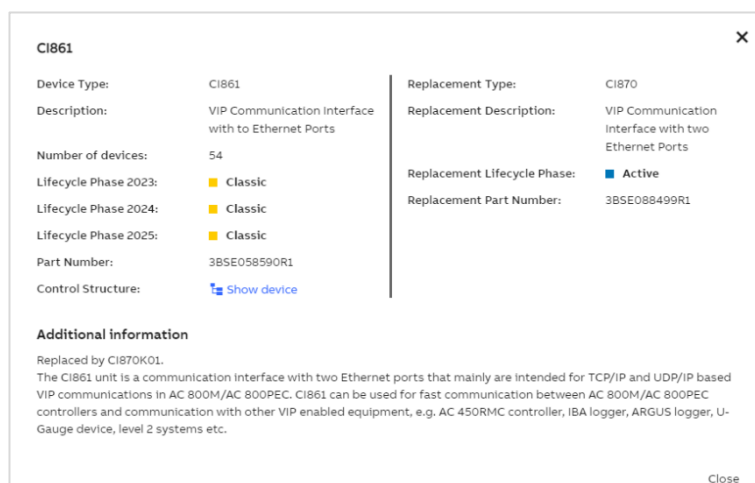 CI861
Device Type: CI861
Description: VIP Communication Interface
with to Ethernet Ports
Number of devices: 54
Lifecycle Phase 2023: Classic
Lifecycle Phase 2024: Classic
Lifecycle Phase 2025: Classic
Part Number: 3BSE058590R1
Control Structure: Show device
Replacement Type: CI870
Replacement Description: VIP Communication
Interface with two
Ethernet Ports
Replacement Lifecycle Phase: Active
Replacement Part Number: 3BSE088499R1
Additional information
Replaced by CI870K01.
The CI861 unit is a communication interface with two Ethernet ports that mainly are intended for TCP/IP and UDP/IP based
VIP communications in AC 800M/AC 800PEC. CI861 can be used for fast communication between AC 800M/AC 800PEC
controllers and communication with other VIP enabled equipment, e.g. AC 450RMC controller, IBA logger, ARGUS logger, U-
Gauge device, level 2 systems etc.
Close